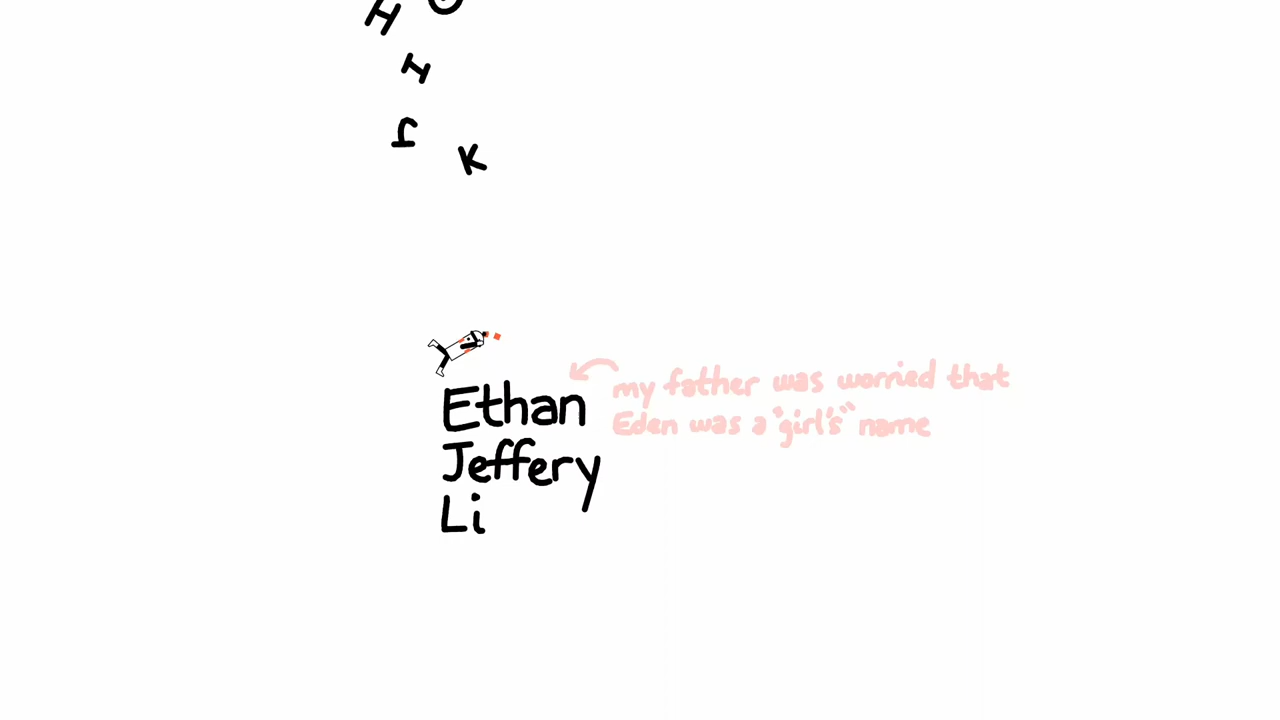 H
I
J
K
Ethan
Jeffery
Li
my father was worried that
Eden was a "girl's" name